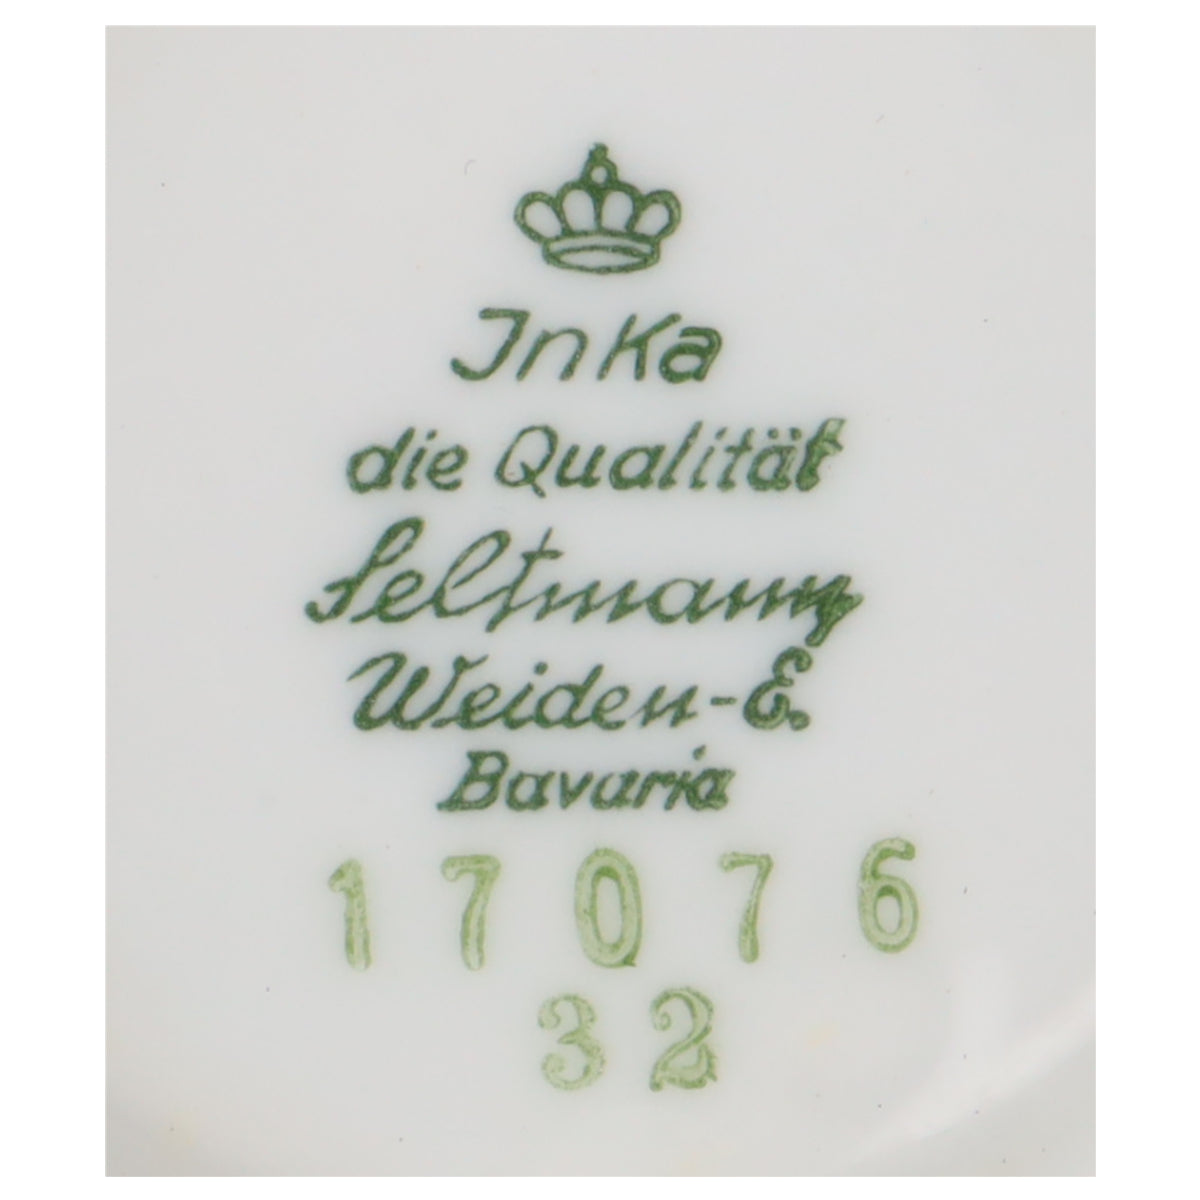 InKa
die Qualität
Seltmann
Weiden-E.
Bavaria
17076
32